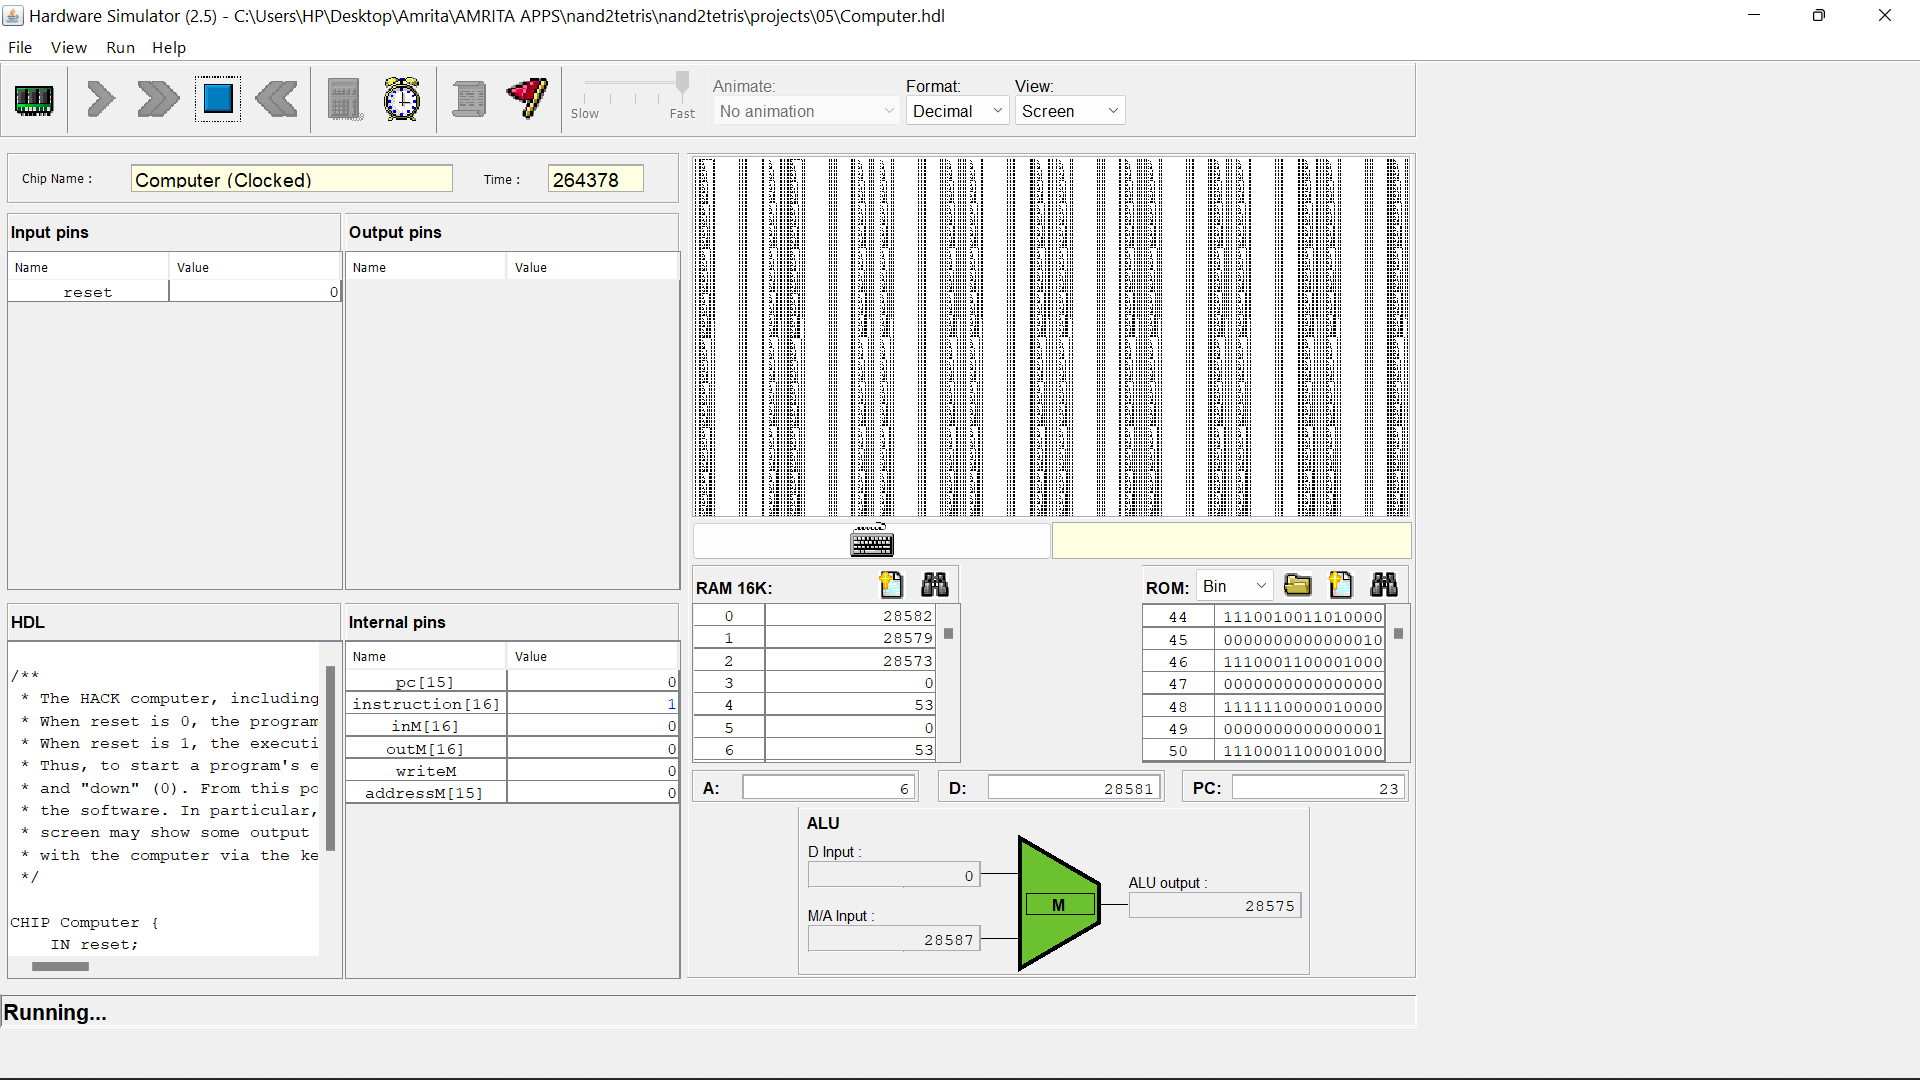 Hardware Simulator (2.5) - C:\Users\HP\Desktop\Amrita\AMRITA APPS\nand2tetris\nand2tetris\projects\05\Computer.hdl
File View Run Help
Slow Fast
Animate:
No animation
Format:
Decimal
View:
Screen
Chip Name :
Computer (Clocked)
Time :
264378
Input pins
Name Value
reset 0
Output pins
Name Value
RAM 16K:
0 28582
1 28579
2 28573
3 0
4 53
5 0
6 53
ROM:
Bin
44 1110010011010000
45 0000000000000010
46 1110001100001000
47 0000000000000000
48 1111110000010000
49 0000000000000001
50 1110001100001000
HDL
/**
* The HACK computer, including
* When reset is 0, the program
* When reset is 1, the executi
* Thus, to start a program's e
* and "down" (0). From this po
* the software. In particular,
* screen may show some output
* with the computer via the ke
*/
CHIP Computer {
IN reset;
Internal pins
Name Value
pc[15] 0
instruction[16] 1
inM[16] 0
outM[16] 0
writeM 0
addressM[15] 0
A: 6
D: 28581
PC: 23
ALU
D Input :
0
M/A Input :
28587
M
ALU output :
28575
Running...